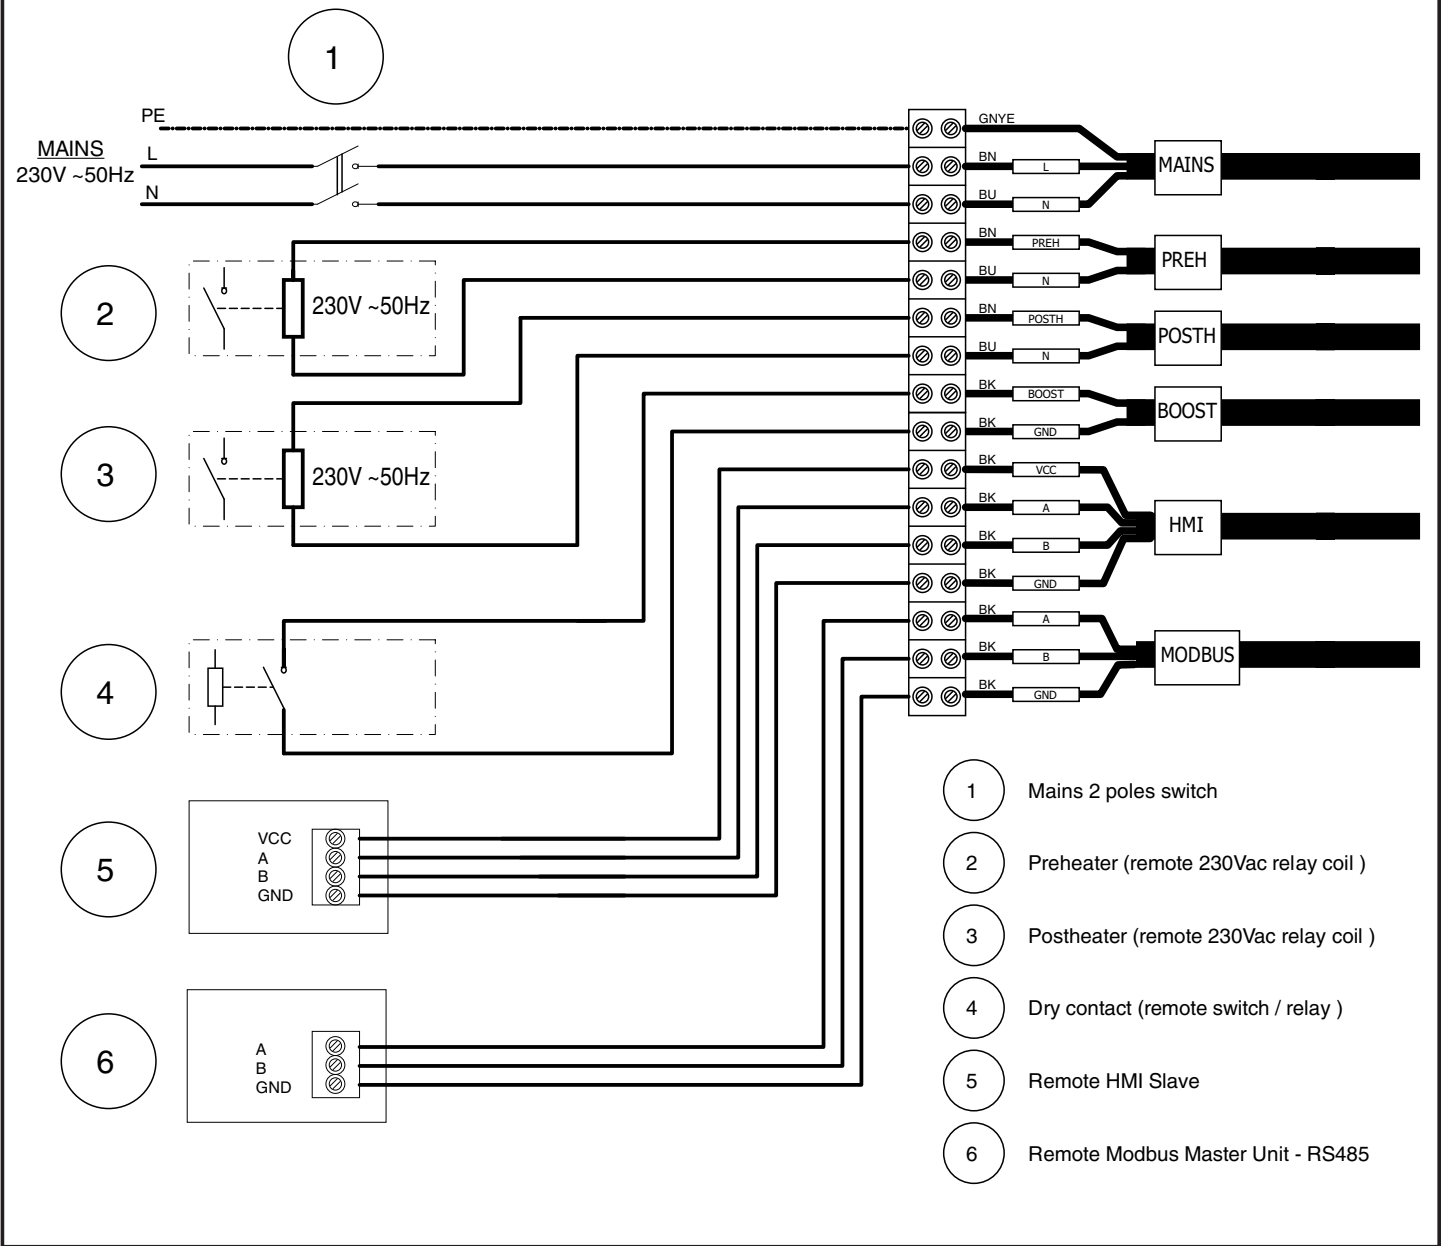 1
PE
MAINS
230V ~50Hz
L
N
GNYE
BN
L
BU
N
MAINS
BN
PREH
BU
N
PREH
2
230V ~50Hz
BN
POSTH
BU
N
POSTH
3
230V ~50Hz
BK
BOOST
BK
GND
BOOST
BK
VCC
BK
A
BK
B
BK
GND
HMI
BK
A
BK
B
BK
GND
MODBUS
4
5
VCC
A
B
GND
6
A
B
GND
1 Mains 2 poles switch
2 Preheater (remote 230Vac relay coil )
3 Postheater (remote 230Vac relay coil )
4 Dry contact (remote switch / relay )
5 Remote HMI Slave
6 Remote Modbus Master Unit - RS485